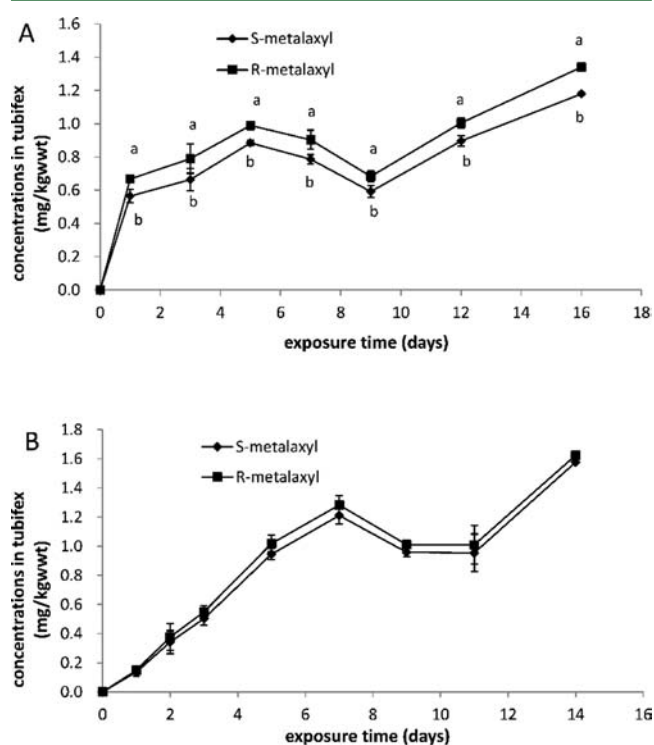 A
S-metalaxyl
R-metalaxyl
concentrations in tubifex
(mg/kgwwt)
1.6
1.4
1.2
1.0
0.8
0.6
0.4
0.2
0.0
a a a a a a a
b b b b b b b
0 2 4 6 8 10 12 14 16 18
exposure time (days)
B
S-metalaxyl
R-metalaxyl
concentrations in tubifex
(mg/kgwwt)
1.8
1.6
1.4
1.2
1.0
0.8
0.6
0.4
0.2
0.0
0 2 4 6 8 10 12 14 16
exposure time (days)